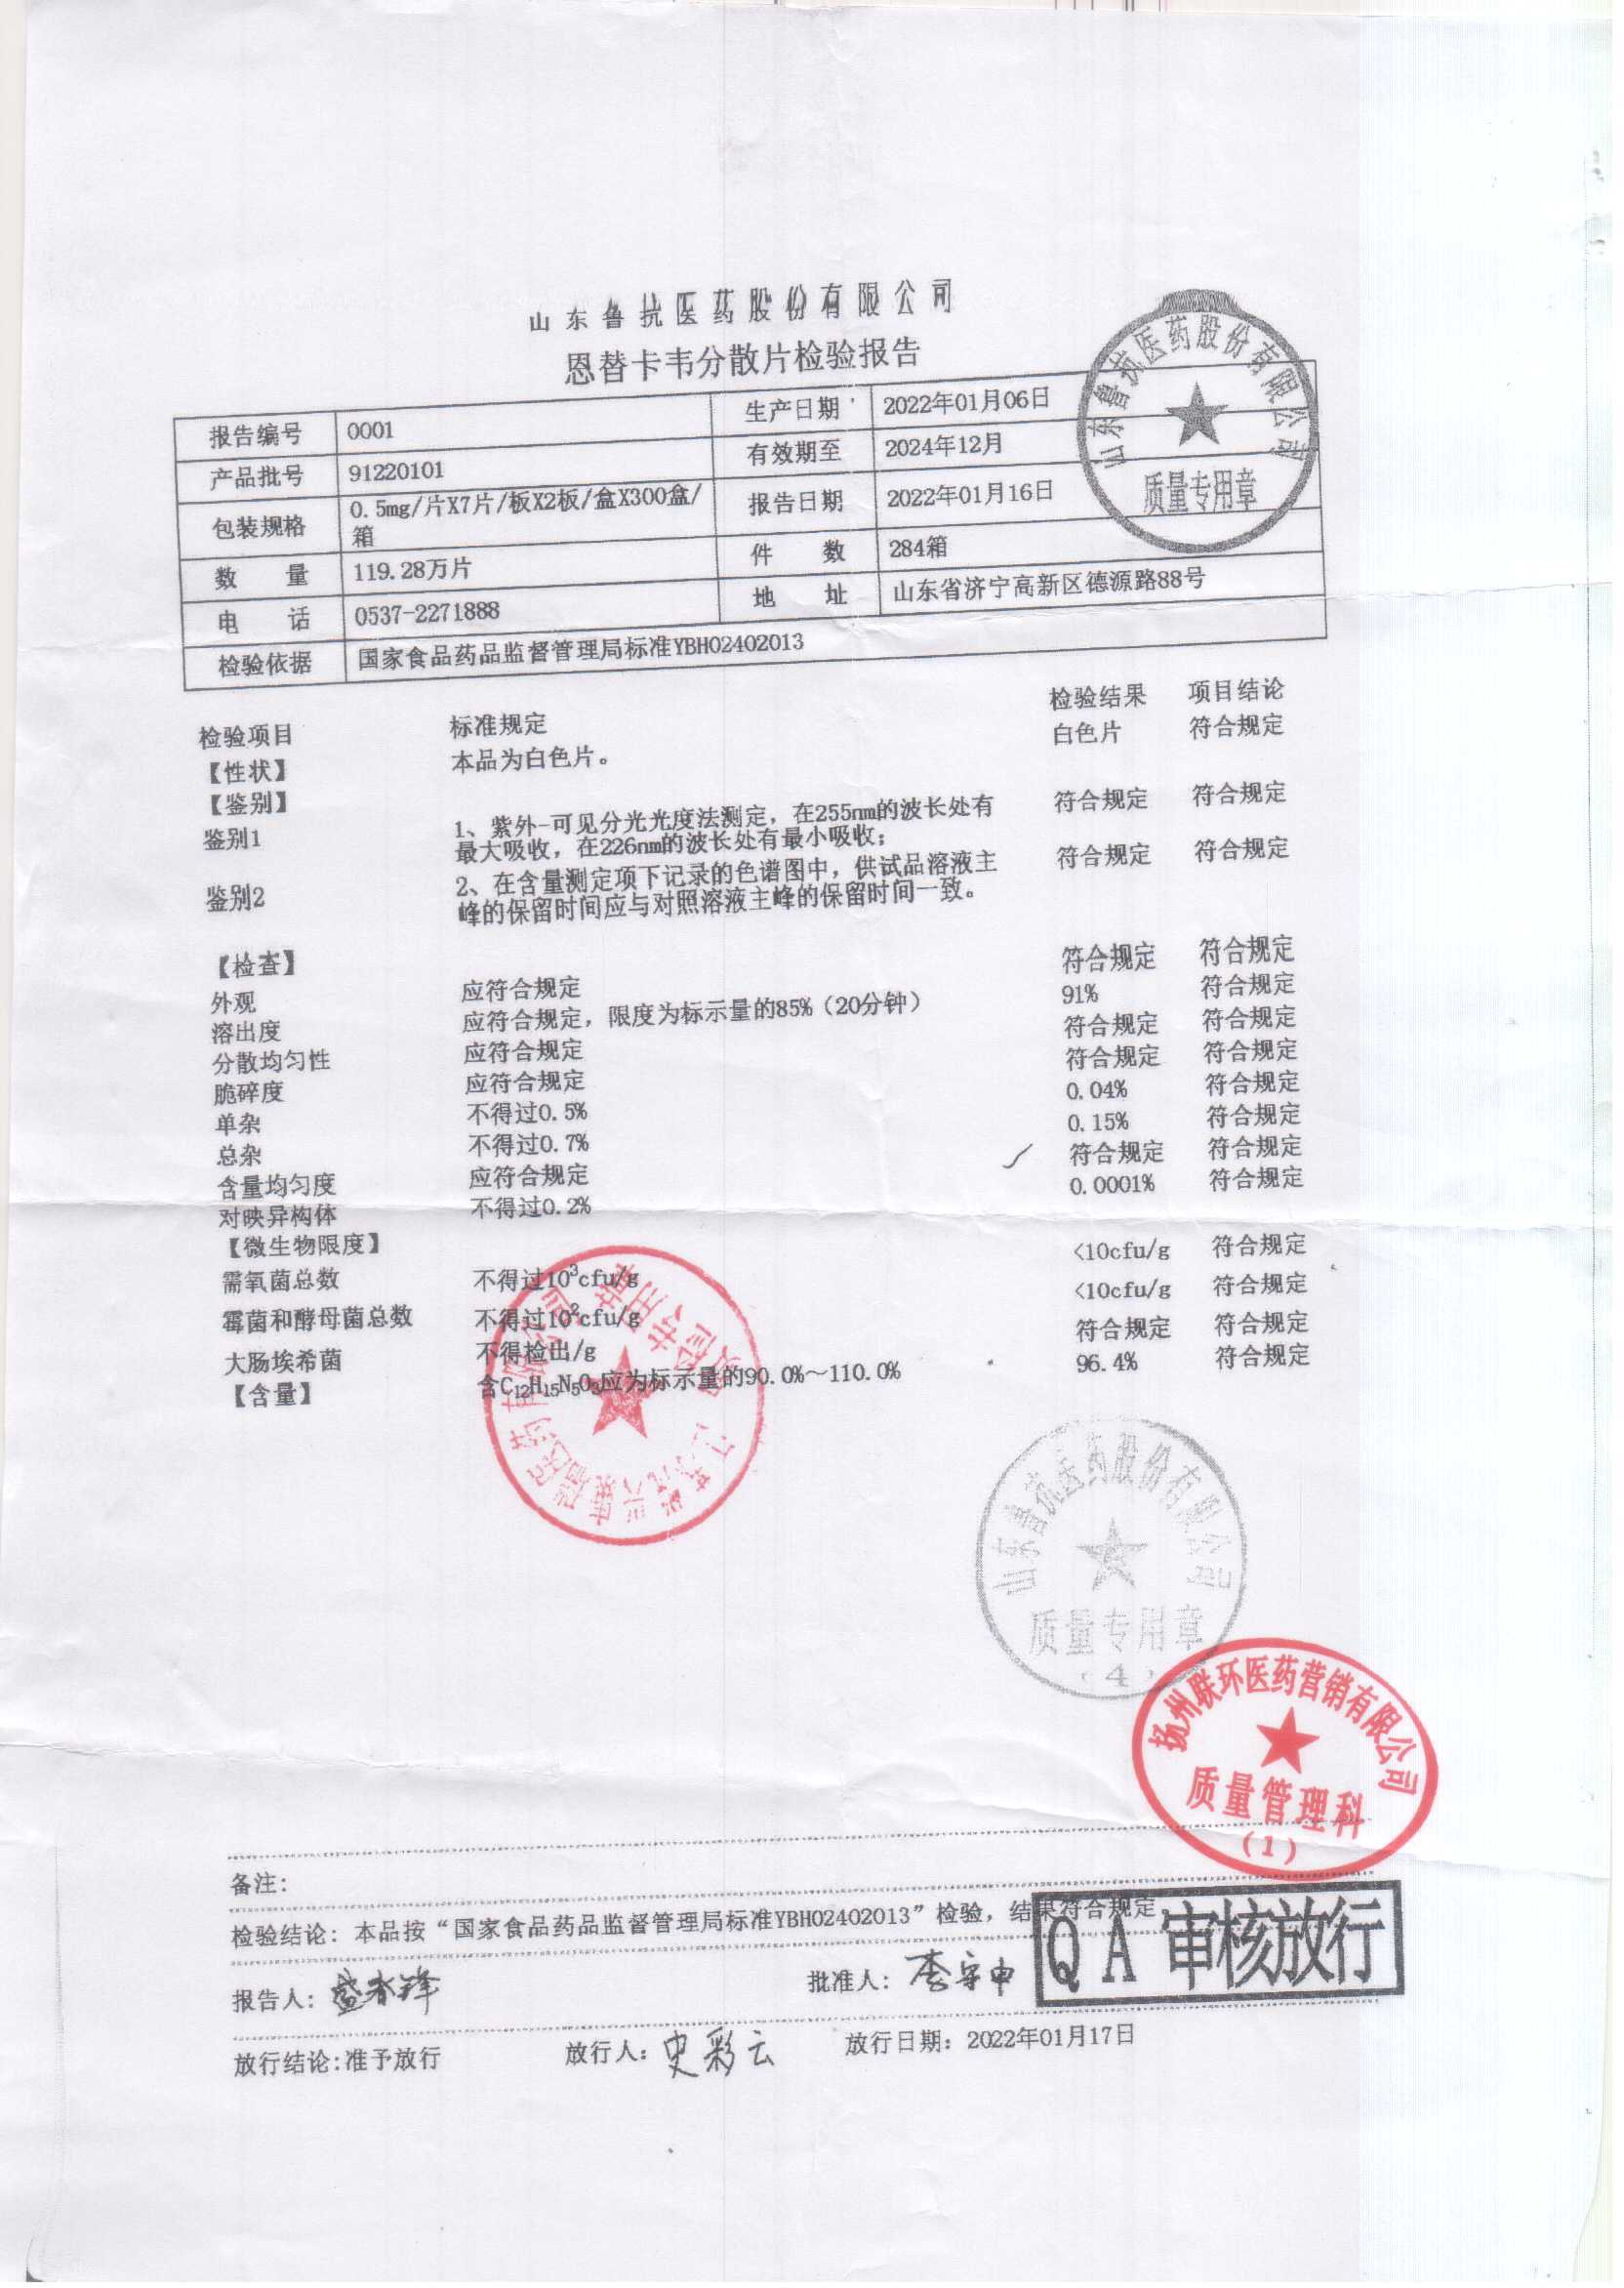 山东鲁抗医药股份有限公司
恩替卡韦分散片检验报告
报告编号 0001 生产日期 2022年01月06日
产品批号 91220101 有效期至 2024年12月
包装规格 0.5mg/片X7片/板X2板/盒X300盒/箱 报告日期 2022年01月16日
数 量 119.28万片 件 数 284箱
电 话 0537-2271888 地 址 山东省济宁高新区德源路88号
检验依据 国家食品药品监督管理局标准YBH02402013
山东鲁抗医药股份有限公司
质量专用章
检验项目 标准规定 检验结果 项目结论
【性状】 本品为白色片。 白色片 符合规定
【鉴别】
鉴别1 1、紫外-可见分光光度法测定，在255nm的波长处有 符合规定 符合规定
最大吸收，在226nm的波长处有最小吸收；
鉴别2 2、在含量测定项下记录的色谱图中，供试品溶液主 符合规定 符合规定
峰的保留时间应与对照溶液主峰的保留时间一致。
【检查】
外观 应符合规定 符合规定 符合规定
溶出度 应符合规定，限度为标示量的85%（20分钟） 91% 符合规定
分散均匀性 应符合规定 符合规定 符合规定
脆碎度 应符合规定 符合规定 符合规定
单杂 不得过0.5% 0.04% 符合规定
总杂 不得过0.7% 0.15% 符合规定
含量均匀度 应符合规定 符合规定 符合规定
对映异构体 不得过0.2% 0.0001% 符合规定
【微生物限度】
需氧菌总数 不得过10³cfu/g <10cfu/g 符合规定
霉菌和酵母菌总数 不得过10²cfu/g <10cfu/g 符合规定
大肠埃希菌 不得检出/g 符合规定 符合规定
【含量】 含C₁₂H₁₅N₅O₃应为标示量的90.0%～110.0% 96.4% 符合规定
山东鲁抗医药股份有限公司
质量专用章
（4）
扬州联环医药营销有限公司
质量管理科
(1)
备注：
检验结论：本品按“国家食品药品监督管理局标准YBH02402013”检验，结果符合规定
QA审核放行
报告人： 批准人：李宗申
放行结论:准予放行 放行人：史彩云 放行日期：2022年01月17日